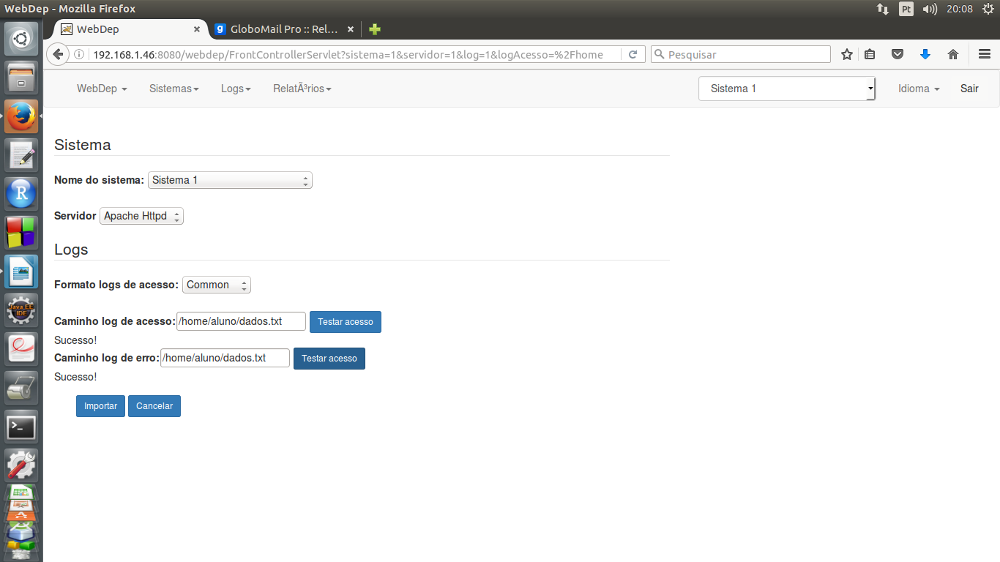 WebDep - Mozilla Firefox
Pt
20:08
WebDep
GloboMail Pro :: Rel...
192.168.1.46:8080/webdep/FrontControllerServlet?sistema=1&servidor=1&log=1&logAcesso=%2Fhome
Pesquisar
WebDep
Sistemas
Logs
RelatÃ³rios
Sistema 1
Idioma
Sair
Sistema
Nome do sistema: Sistema 1
Servidor Apache Httpd
Logs
Formato logs de acesso: Common
Caminho log de acesso: /home/aluno/dados.txt Testar acesso
Sucesso!
Caminho log de erro: /home/aluno/dados.txt Testar acesso
Sucesso!
Importar Cancelar
R
Java EE
IDE
>_